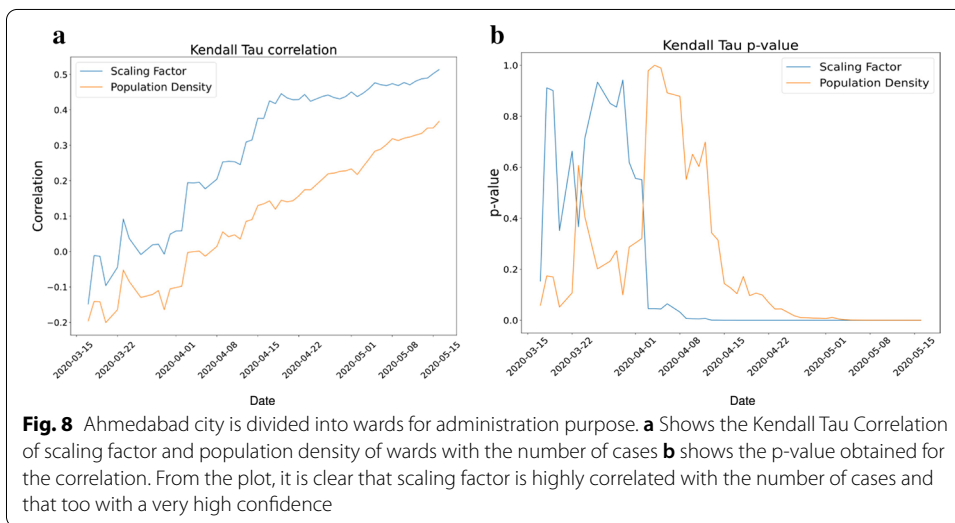 a
Kendall Tau correlation
Scaling Factor
Population Density
Correlation
0.5
0.4
0.3
0.2
0.1
0.0
−0.1
−0.2
2020-03-15
2020-03-22
2020-04-01
2020-04-08
2020-04-15
2020-04-22
2020-05-01
2020-05-08
2020-05-15
Date
b
Kendall Tau p-value
Scaling Factor
Population Density
p-value
1.0
0.8
0.6
0.4
0.2
0.0
2020-03-15
2020-03-22
2020-04-01
2020-04-08
2020-04-15
2020-04-22
2020-05-01
2020-05-08
2020-05-15
Date
Fig. 8 Ahmedabad city is divided into wards for administration purpose. a Shows the Kendall Tau Correlation
of scaling factor and population density of wards with the number of cases b shows the p-value obtained for
the correlation. From the plot, it is clear that scaling factor is highly correlated with the number of cases and
that too with a very high confidence